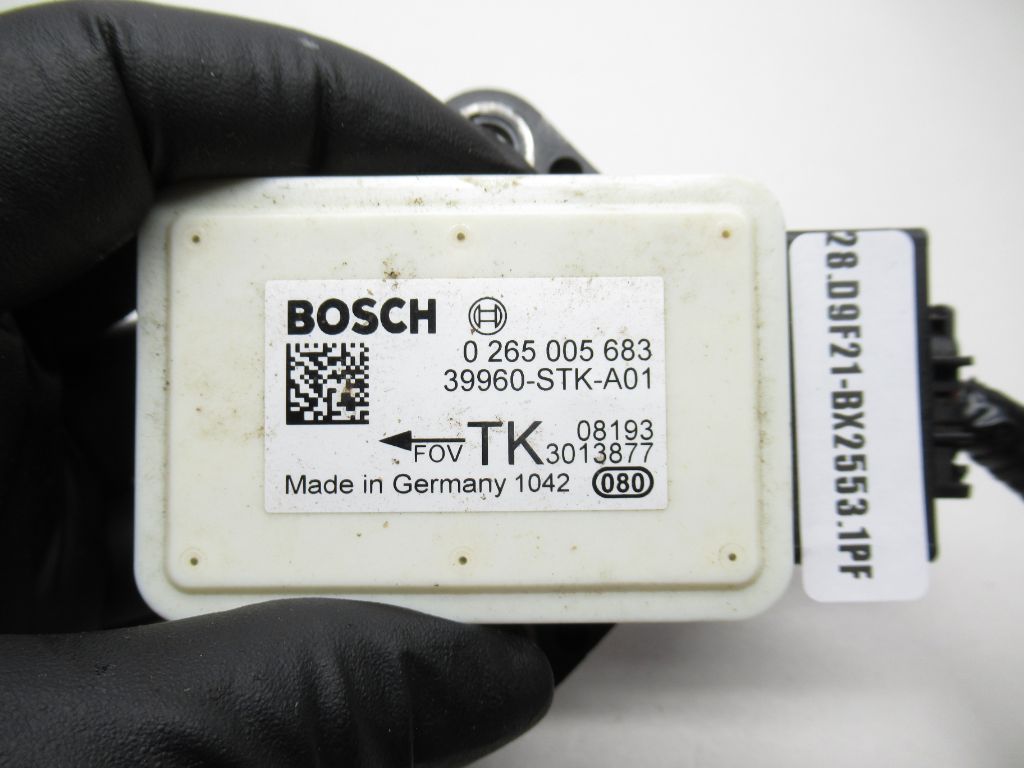 BOSCH
0 265 005 683
39960-STK-A01
FOV TK 08193
3013877
Made in Germany 1042 080
28.D9F21-BX2553.1PF